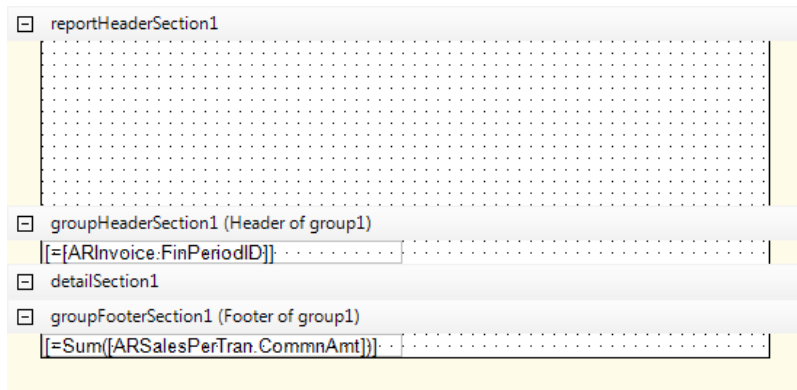 reportHeaderSection1
groupHeaderSection1 (Header of group1)
[=[ARInvoice.FinPeriodID]]
detailSection1
groupFooterSection1 (Footer of group1)
[=Sum([ARSalesPerTran.CommnAmt])]